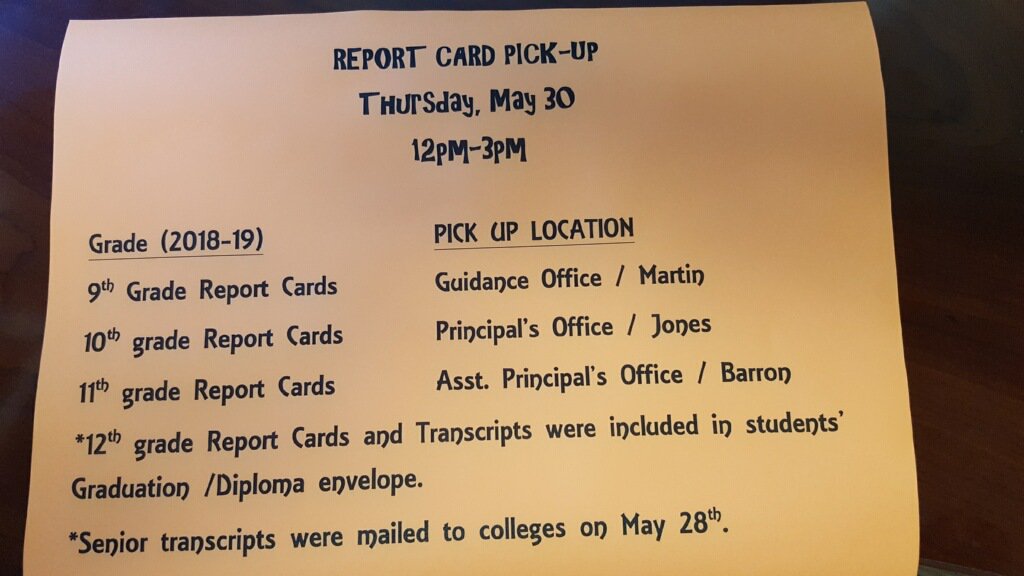 REPORT CARD PICK-UP
Thursday, May 30
12PM-3PM
Grade (2018-19) PICK UP LOCATION
9th Grade Report Cards Guidance Office / Martin
10th grade Report Cards Principal's Office / Jones
11th grade Report Cards Asst. Principal's Office / Barron
*12th grade Report Cards and Transcripts were included in students'
Graduation /Diploma envelope.
*Senior transcripts were mailed to colleges on May 28th.